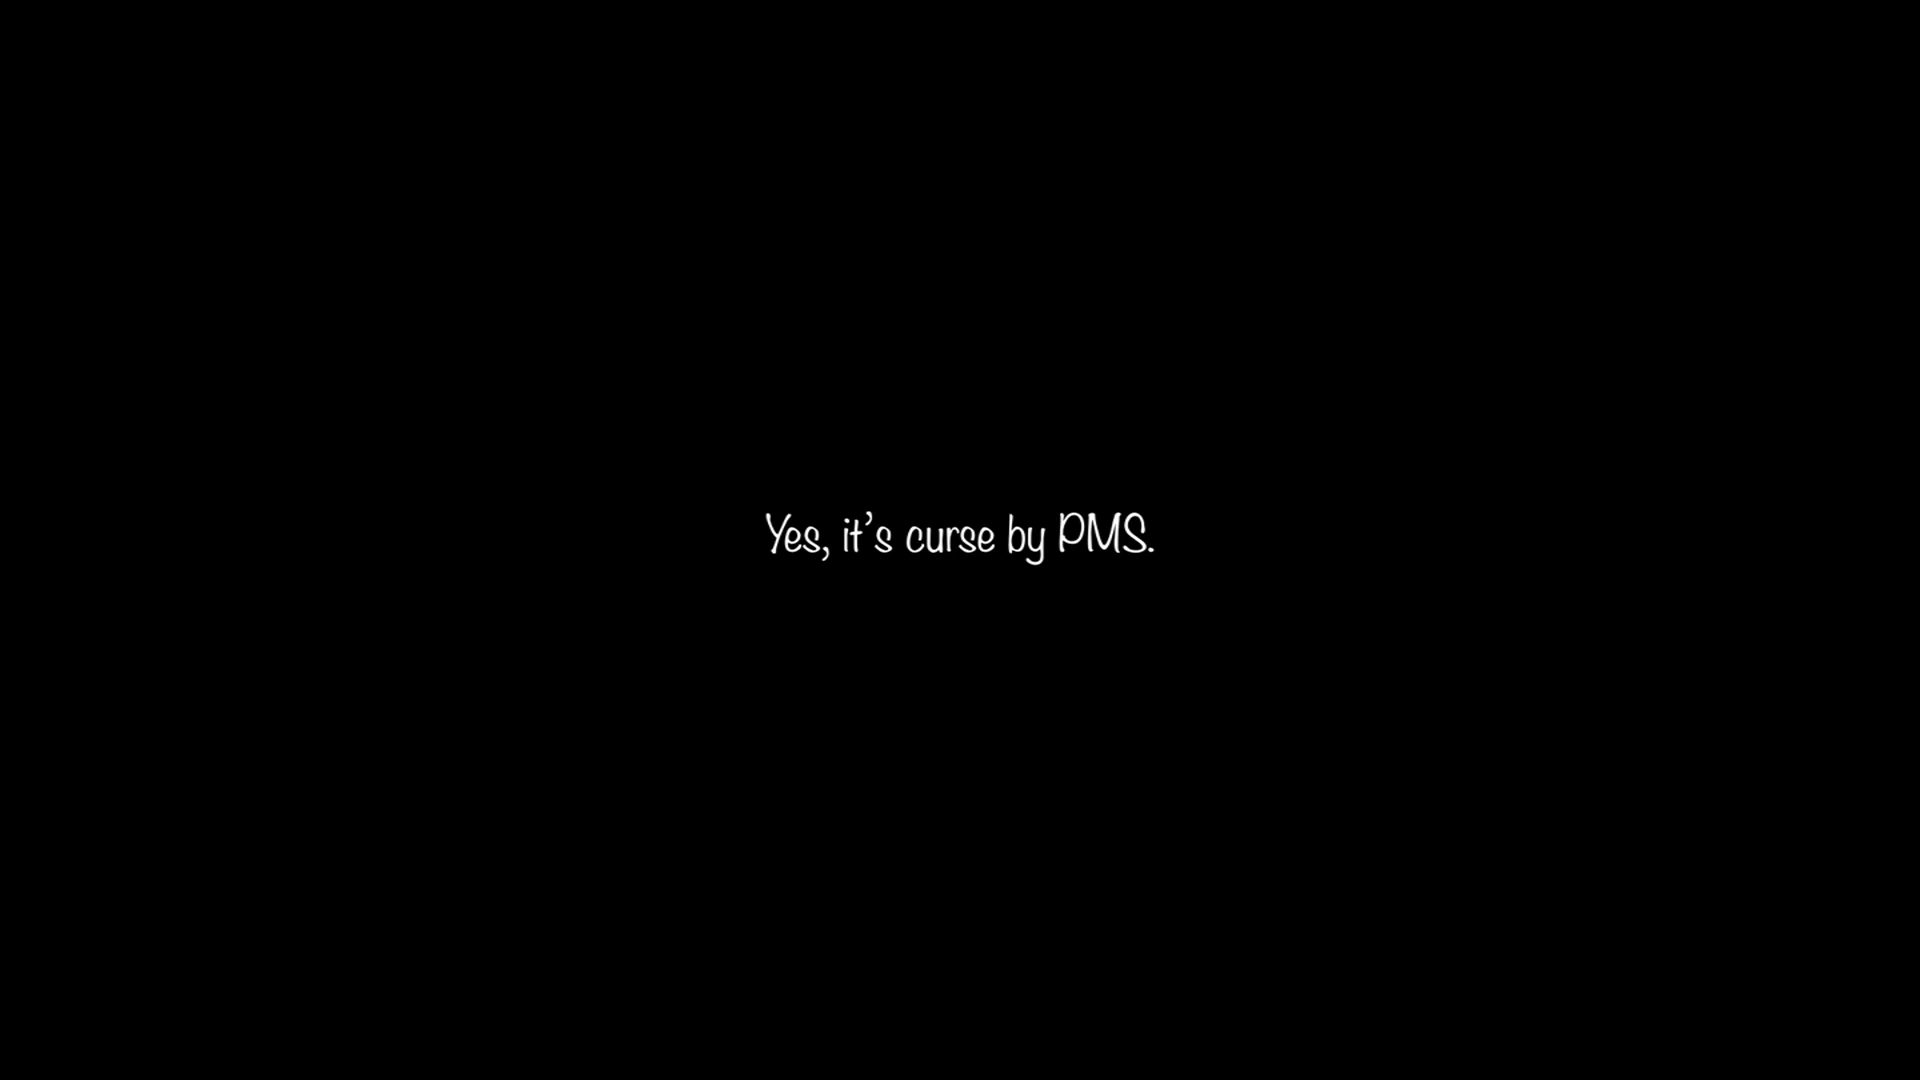 Yes, it’s curse by PMS.